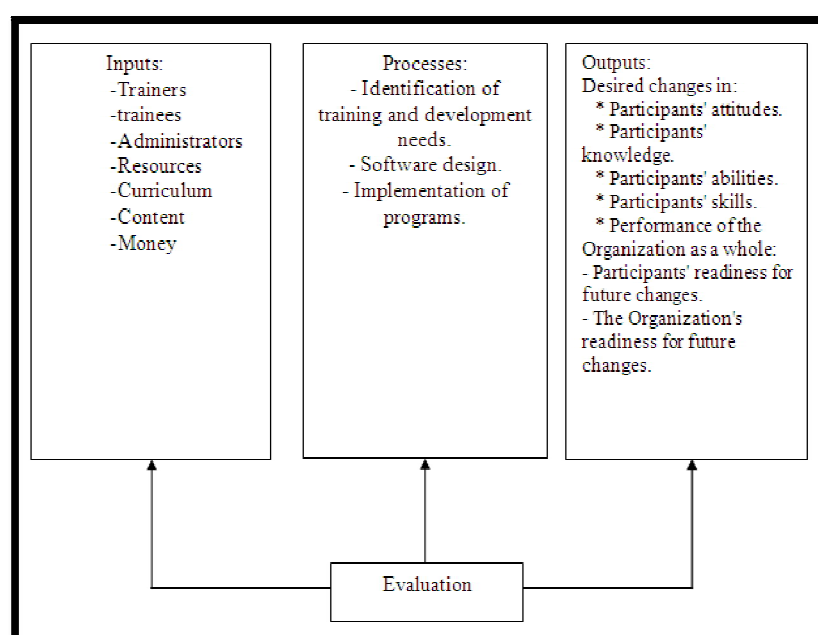 Inputs:
-Trainers
-trainees
-Administrators
-Resources
-Curriculum
-Content
-Money
Processes:
- Identification of
training and development
needs.
- Software design.
- Implementation of
programs.
Outputs:
Desired changes in:
* Participants' attitudes.
* Participants'
knowledge.
* Participants' abilities.
* Participants' skills.
* Performance of the
Organization as a whole:
- Participants' readiness for
future changes.
- The Organization's
readiness for future
changes.
Evaluation